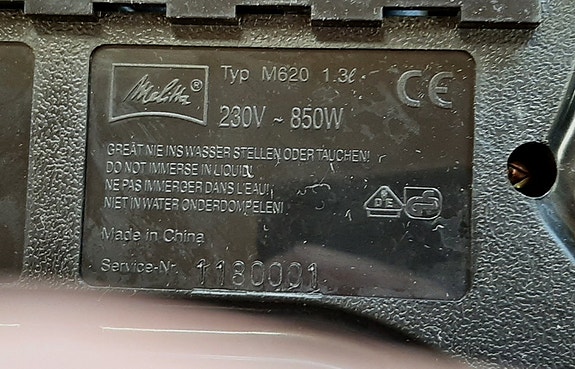 Melitta® Typ M620 1.3ℓ CE
230V ~ 850W
GERÄT NIE INS WASSER STELLEN ODER TAUCHEN!
DO NOT IMMERSE IN LIQUID!
NE PAS IMMERGER DANS L'EAU!
NIET IN WATER ONDERDOMPELEN!
Made in China
Service-Nr. 1180001